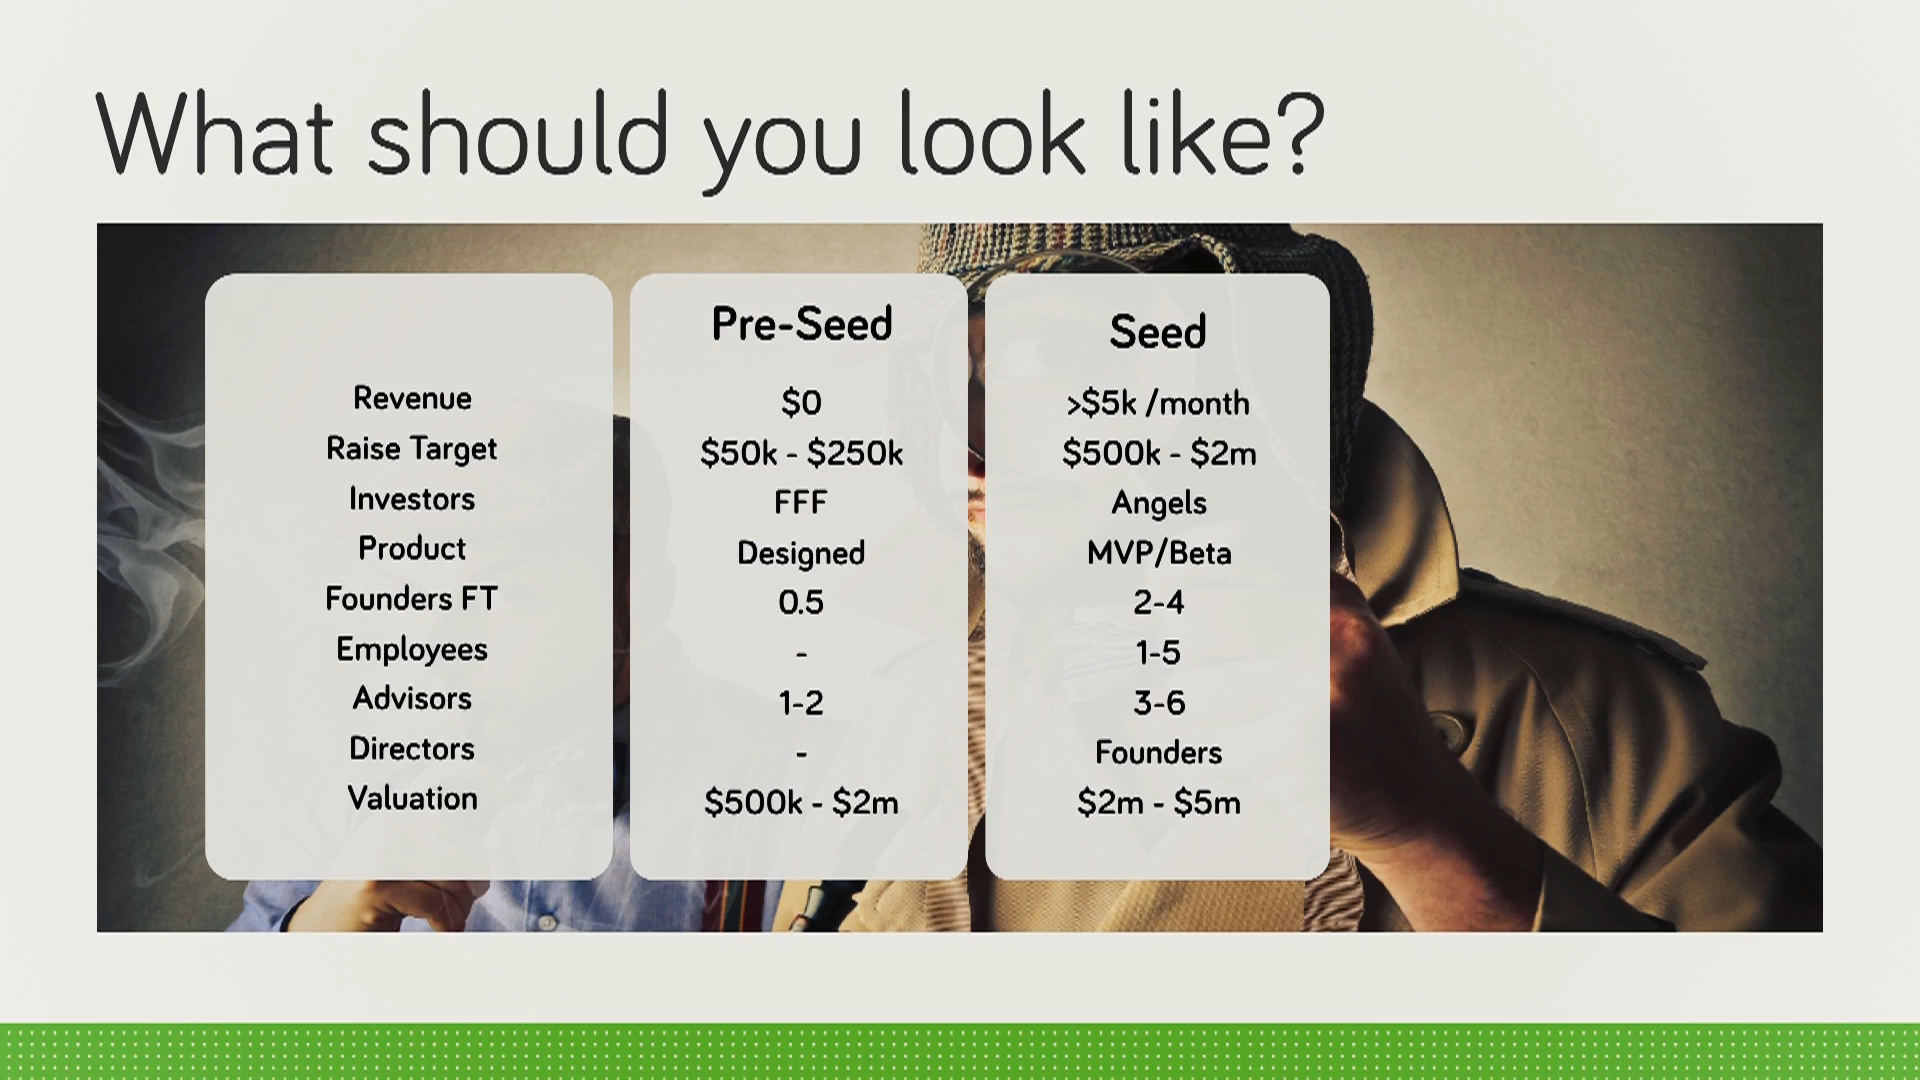 What should you look like?
Pre-Seed
Seed
Revenue $0 >$5k /month
Raise Target $50k - $250k $500k - $2m
Investors FFF Angels
Product Designed MVP/Beta
Founders FT 0.5 2-4
Employees - 1-5
Advisors 1-2 3-6
Directors - Founders
Valuation $500k - $2m $2m - $5m